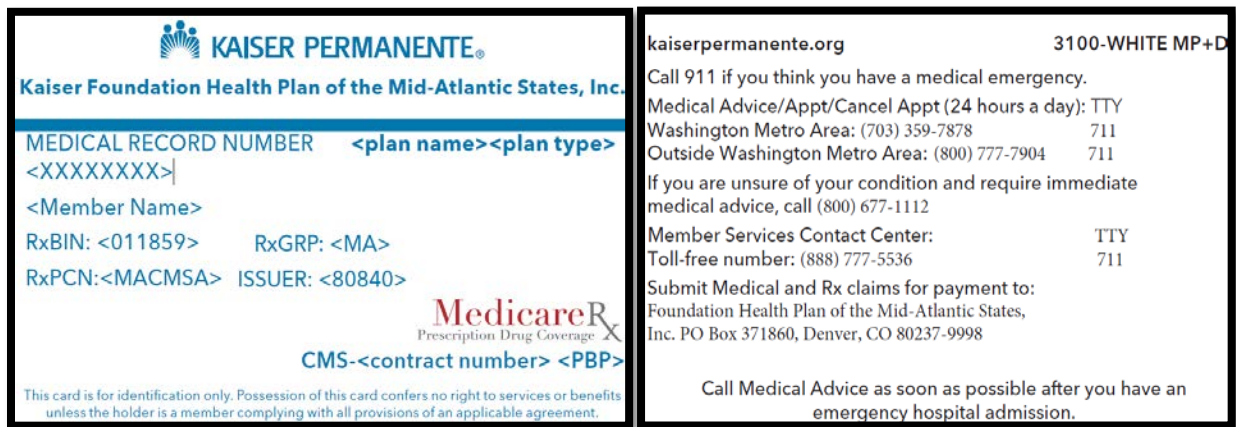 KAISER PERMANENTE®
Kaiser Foundation Health Plan of the Mid-Atlantic States, Inc.
MEDICAL RECORD NUMBER <plan name><plan type>
<XXXXXXXX>
<Member Name>
RxBIN: <011859> RxGRP: <MA>
RxPCN:<MACMSA> ISSUER: <80840>
MedicareRx
Prescription Drug Coverage
CMS-<contract number> <PBP>
This card is for identification only. Possession of this card confers no right to services or benefits
unless the holder is a member complying with all provisions of an applicable agreement.
kaiserpermanente.org 3100-WHITE MP+D
Call 911 if you think you have a medical emergency.
Medical Advice/Appt/Cancel Appt (24 hours a day): TTY
Washington Metro Area: (703) 359-7878 711
Outside Washington Metro Area: (800) 777-7904 711
If you are unsure of your condition and require immediate
medical advice, call (800) 677-1112
Member Services Contact Center: TTY
Toll-free number: (888) 777-5536 711
Submit Medical and Rx claims for payment to:
Foundation Health Plan of the Mid-Atlantic States,
Inc. PO Box 371860, Denver, CO 80237-9998
Call Medical Advice as soon as possible after you have an
emergency hospital admission.